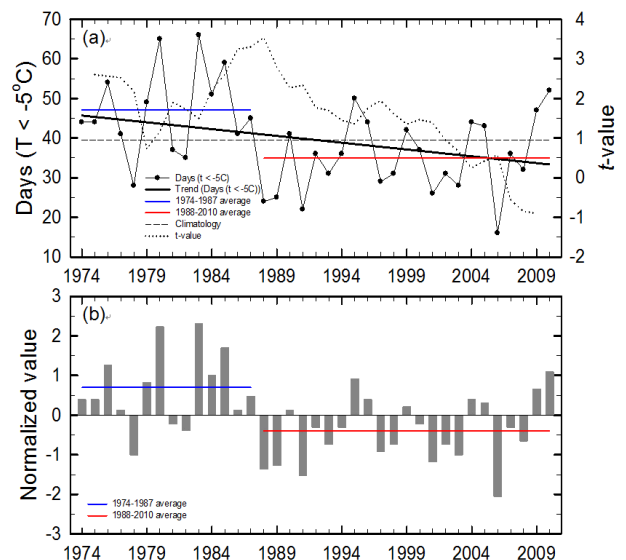 (a)
Days (T < -5°C)
70
60
50
40
30
20
10
4
3
2
1
0
-1
-2
t-value
Days (t < -5C)
Trend (Days (t < -5C))
1974-1987 average
1988-2010 average
Climatology
t-value
1974 1979 1984 1989 1994 1999 2004 2009
(b)
Normalized value
3
2
1
0
-1
-2
-3
1974-1987 average
1988-2010 average
1974 1979 1984 1989 1994 1999 2004 2009